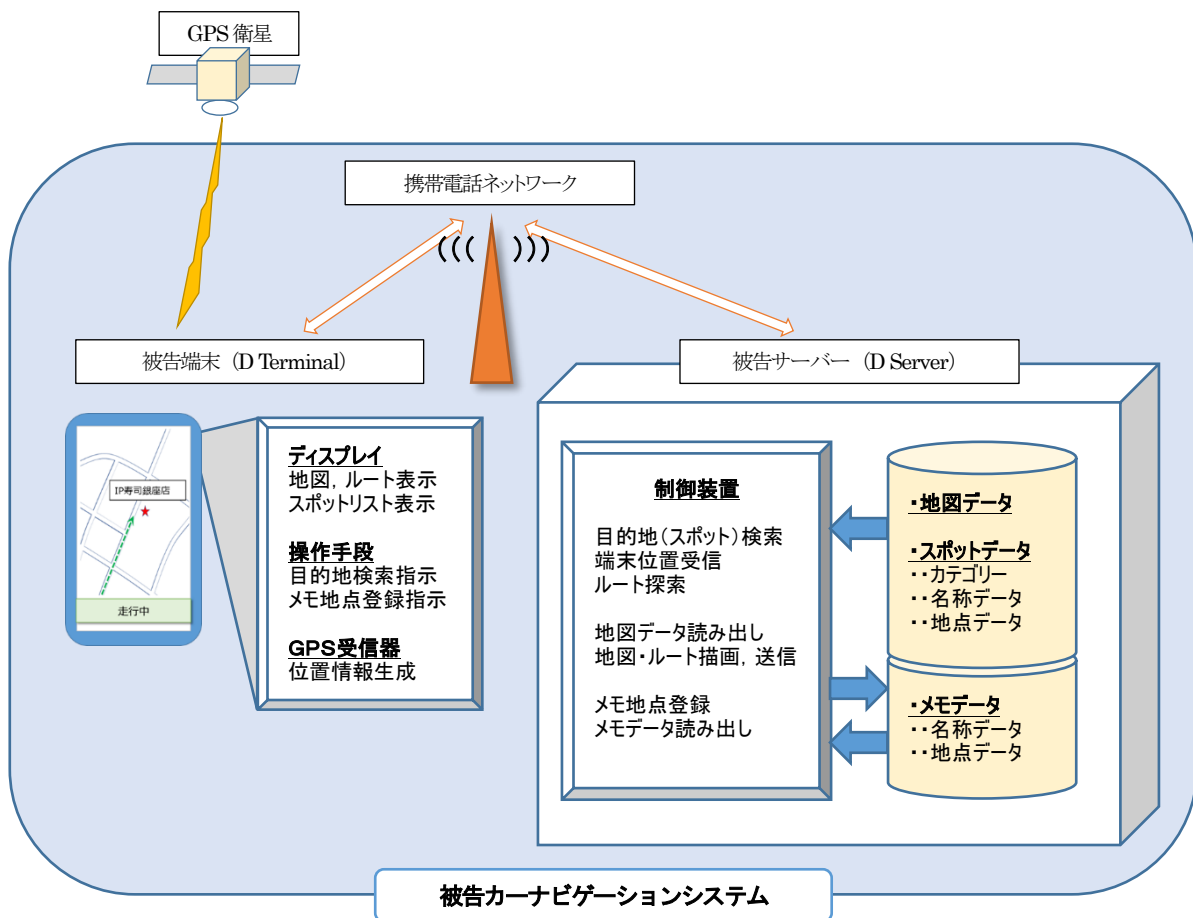 GPS 衛星
携帯電話ネットワーク
被告端末（D Terminal）
被告サーバー（D Server）
IP寿司銀座店
走行中
ディスプレイ
地図，ルート表示
スポットリスト表示
操作手段
目的地検索指示
メモ地点登録指示
GPS受信器
位置情報生成
制御装置
目的地（スポット）検索
端末位置受信
ルート探索
地図データ読み出し
地図・ルート描画，送信
メモ地点登録
メモデータ読み出し
・地図データ
・スポットデータ
・・カテゴリー
・・名称データ
・・地点データ
・メモデータ
・・名称データ
・・地点データ
被告カーナビゲーションシステム